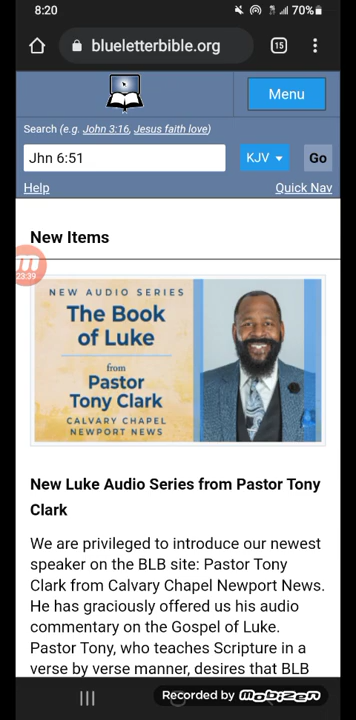 8:20
70%
blueletterbible.org
15
Menu
Search (e.g. John 3:16, Jesus faith love)
Jhn 6:51
KJV
Go
Help
Quick Nav
New Items
23:39
NEW AUDIO SERIES
The Book
of Luke
from
Pastor
Tony Clark
CALVARY CHAPEL
NEWPORT NEWS
New Luke Audio Series from Pastor Tony
Clark
We are privileged to introduce our newest
speaker on the BLB site: Pastor Tony
Clark from Calvary Chapel Newport News.
He has graciously offered us his audio
commentary on the Gospel of Luke.
Pastor Tony, who teaches Scripture in a
verse by verse manner, desires that BLB
Recorded by mobizen